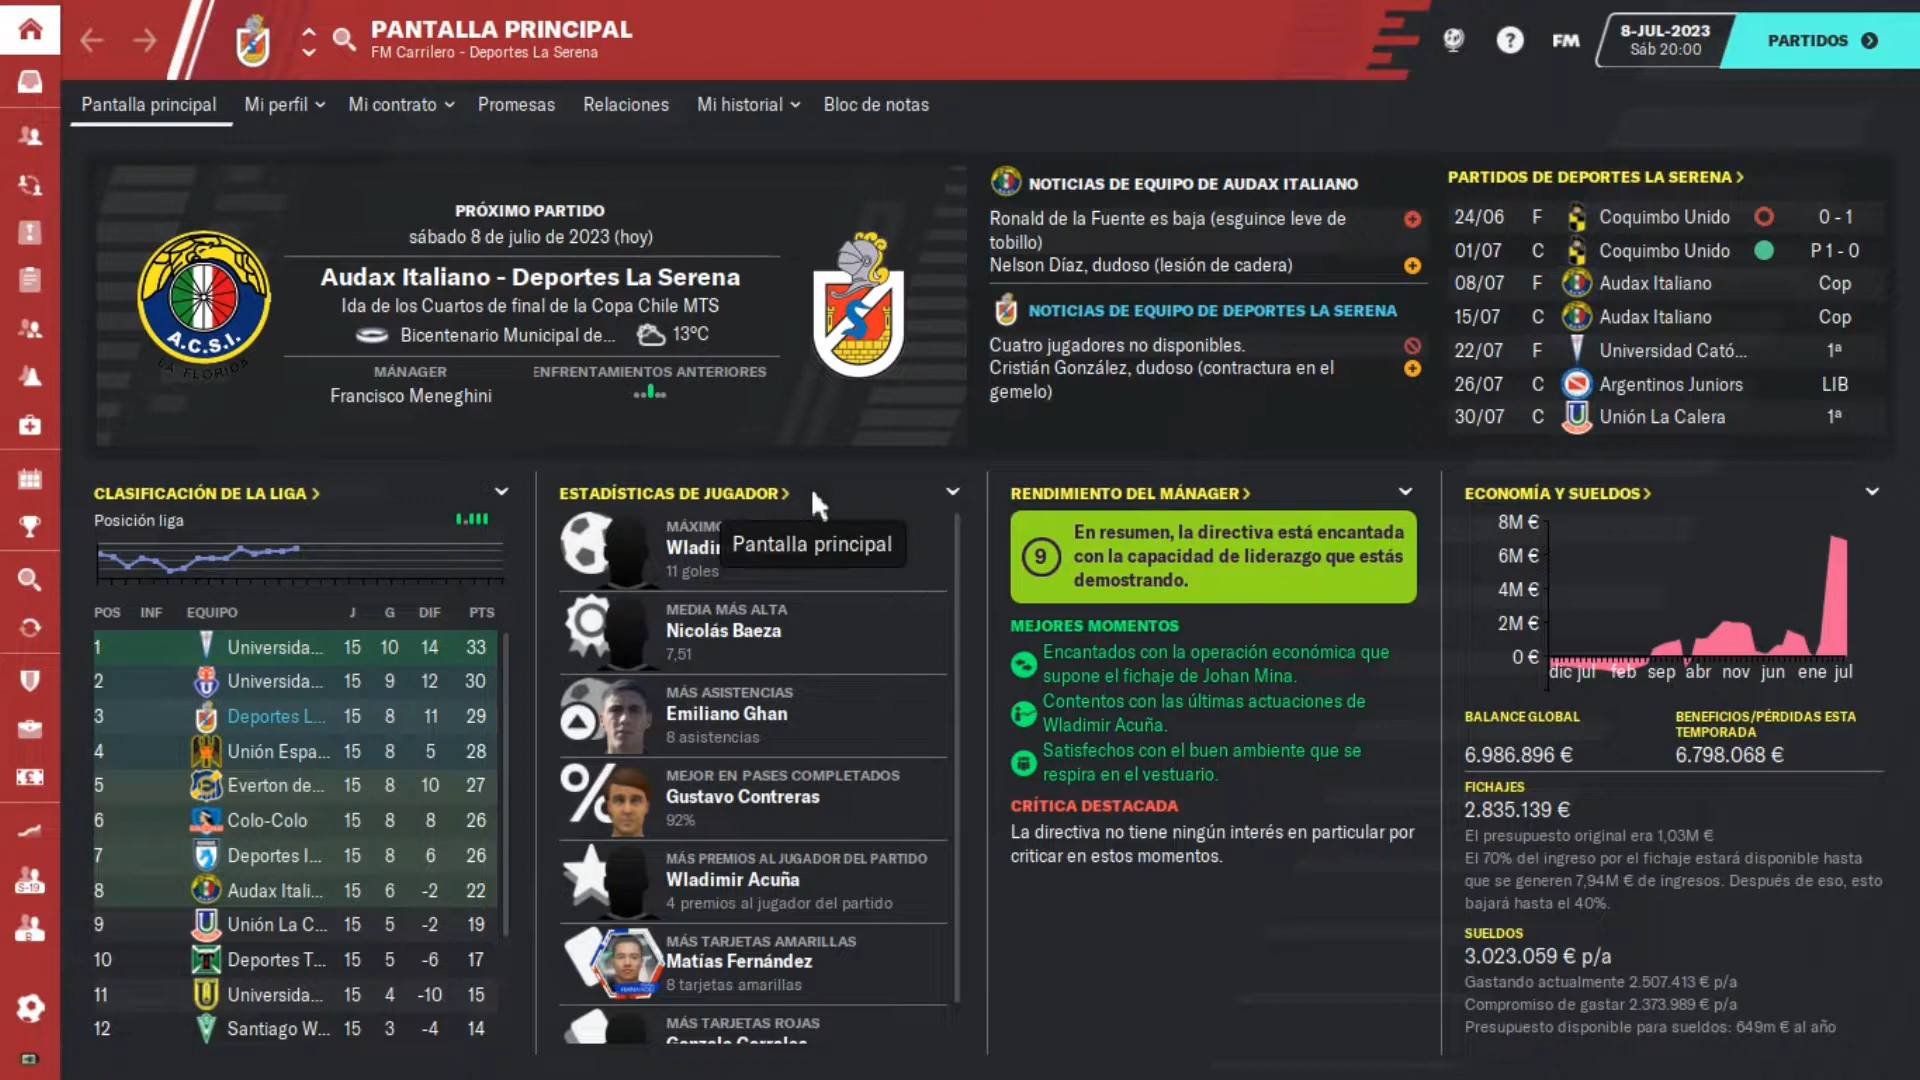 PANTALLA PRINCIPAL
FM Carrilero - Deportes La Serena
FM
8-JUL-2023
Sáb 20:00
PARTIDOS
Pantalla principal
Mi perfil
Mi contrato
Promesas
Relaciones
Mi historial
Bloc de notas
PRÓXIMO PARTIDO
sábado 8 de julio de 2023 (hoy)
Audax Italiano - Deportes La Serena
Ida de los Cuartos de final de la Copa Chile MTS
Bicentenario Municipal de...
13°C
MÁNAGER
Francisco Meneghini
ENFRENTAMIENTOS ANTERIORES
A.C.S.I.
LA FLORIDA
NOTICIAS DE EQUIPO DE AUDAX ITALIANO
Ronald de la Fuente es baja (esguince leve de
tobillo)
Nelson Díaz, dudoso (lesión de cadera)
NOTICIAS DE EQUIPO DE DEPORTES LA SERENA
Cuatro jugadores no disponibles.
Cristián González, dudoso (contractura en el
gemelo)
PARTIDOS DE DEPORTES LA SERENA
24/06 F Coquimbo Unido 0 - 1
01/07 C Coquimbo Unido P 1 - 0
08/07 F Audax Italiano Cop
15/07 C Audax Italiano Cop
22/07 F Universidad Cató... 1ª
26/07 C Argentinos Juniors LIB
30/07 C Unión La Calera 1ª
CLASIFICACIÓN DE LA LIGA
Posición liga
POS INF EQUIPO J G DIF PTS
1 Universida... 15 10 14 33
2 Universida... 15 9 12 30
3 Deportes L... 15 8 11 29
4 Unión Espa... 15 8 5 28
5 Everton de... 15 8 10 27
6 Colo-Colo 15 8 8 26
7 Deportes I... 15 8 6 26
8 Audax Itali... 15 6 -2 22
9 Unión La C... 15 5 -2 19
10 Deportes T... 15 5 -6 17
11 Universida... 15 4 -10 15
12 Santiago W... 15 3 -4 14
ESTADÍSTICAS DE JUGADOR
Pantalla principal
11 goles
MEDIA MÁS ALTA
Nicolás Baeza
7,51
MÁS ASISTENCIAS
Emiliano Ghan
8 asistencias
MEJOR EN PASES COMPLETADOS
Gustavo Contreras
92%
MÁS PREMIOS AL JUGADOR DEL PARTIDO
Wladimir Acuña
4 premios al jugador del partido
MÁS TARJETAS AMARILLAS
Matías Fernández
8 tarjetas amarillas
MÁS TARJETAS ROJAS
RENDIMIENTO DEL MÁNAGER
9
En resumen, la directiva está encantada
con la capacidad de liderazgo que estás
demostrando.
MEJORES MOMENTOS
Encantados con la operación económica que
supone el fichaje de Johan Mina.
Contentos con las últimas actuaciones de
Wladimir Acuña.
Satisfechos con el buen ambiente que se
respira en el vestuario.
CRÍTICA DESTACADA
La directiva no tiene ningún interés en particular por
criticar en estos momentos.
ECONOMÍA Y SUELDOS
8M €
6M €
4M €
2M €
0 €
dic jul feb sep abr nov jun ene jul
BALANCE GLOBAL
6.986.896 €
BENEFICIOS/PÉRDIDAS ESTA
TEMPORADA
6.798.068 €
FICHAJES
2.835.139 €
El presupuesto original era 1,03M €
El 70% del ingreso por el fichaje estará disponible hasta
que se generen 7,94M € de ingresos. Después de eso, esto
bajará hasta el 40%.
SUELDOS
3.023.059 € p/a
Gastando actualmente 2.507.413 € p/a
Compromiso de gastar 2.373.989 € p/a
Presupuesto disponible para sueldos: 649m € al año
S-19